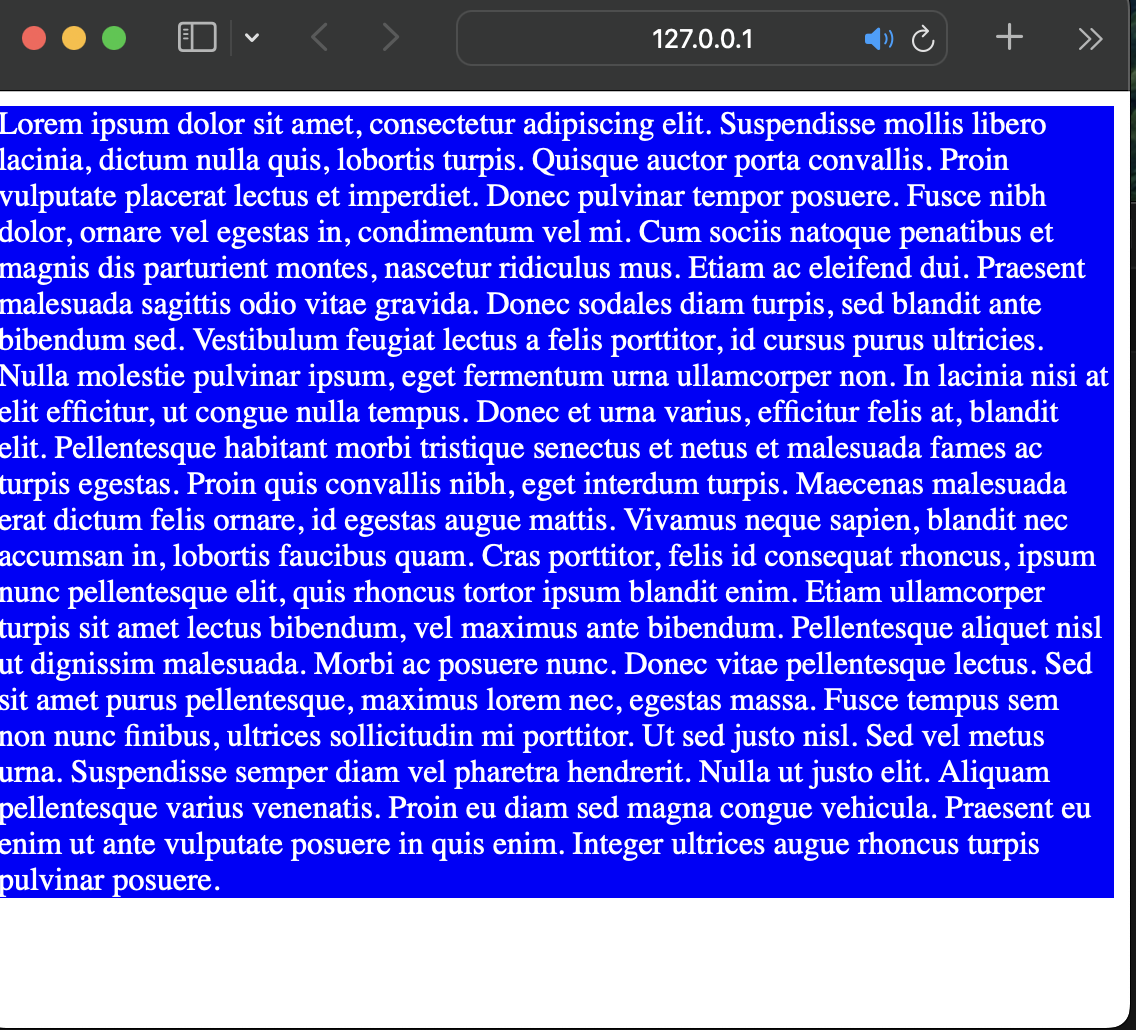 127.0.0.1
Lorem ipsum dolor sit amet, consectetur adipiscing elit. Suspendisse mollis libero
lacinia, dictum nulla quis, lobortis turpis. Quisque auctor porta convallis. Proin
vulputate placerat lectus et imperdiet. Donec pulvinar tempor posuere. Fusce nibh
dolor, ornare vel egestas in, condimentum vel mi. Cum sociis natoque penatibus et
magnis dis parturient montes, nascetur ridiculus mus. Etiam ac eleifend dui. Praesent
malesuada sagittis odio vitae gravida. Donec sodales diam turpis, sed blandit ante
bibendum sed. Vestibulum feugiat lectus a felis porttitor, id cursus purus ultricies.
Nulla molestie pulvinar ipsum, eget fermentum urna ullamcorper non. In lacinia nisi at
elit efficitur, ut congue nulla tempus. Donec et urna varius, efficitur felis at, blandit
elit. Pellentesque habitant morbi tristique senectus et netus et malesuada fames ac
turpis egestas. Proin quis convallis nibh, eget interdum turpis. Maecenas malesuada
erat dictum felis ornare, id egestas augue mattis. Vivamus neque sapien, blandit nec
accumsan in, lobortis faucibus quam. Cras porttitor, felis id consequat rhoncus, ipsum
nunc pellentesque elit, quis rhoncus tortor ipsum blandit enim. Etiam ullamcorper
turpis sit amet lectus bibendum, vel maximus ante bibendum. Pellentesque aliquet nisl
ut dignissim malesuada. Morbi ac posuere nunc. Donec vitae pellentesque lectus. Sed
sit amet purus pellentesque, maximus lorem nec, egestas massa. Fusce tempus sem
non nunc finibus, ultrices sollicitudin mi porttitor. Ut sed justo nisl. Sed vel metus
urna. Suspendisse semper diam vel pharetra hendrerit. Nulla ut justo elit. Aliquam
pellentesque varius venenatis. Proin eu diam sed magna congue vehicula. Praesent eu
enim ut ante vulputate posuere in quis enim. Integer ultrices augue rhoncus turpis
pulvinar posuere.